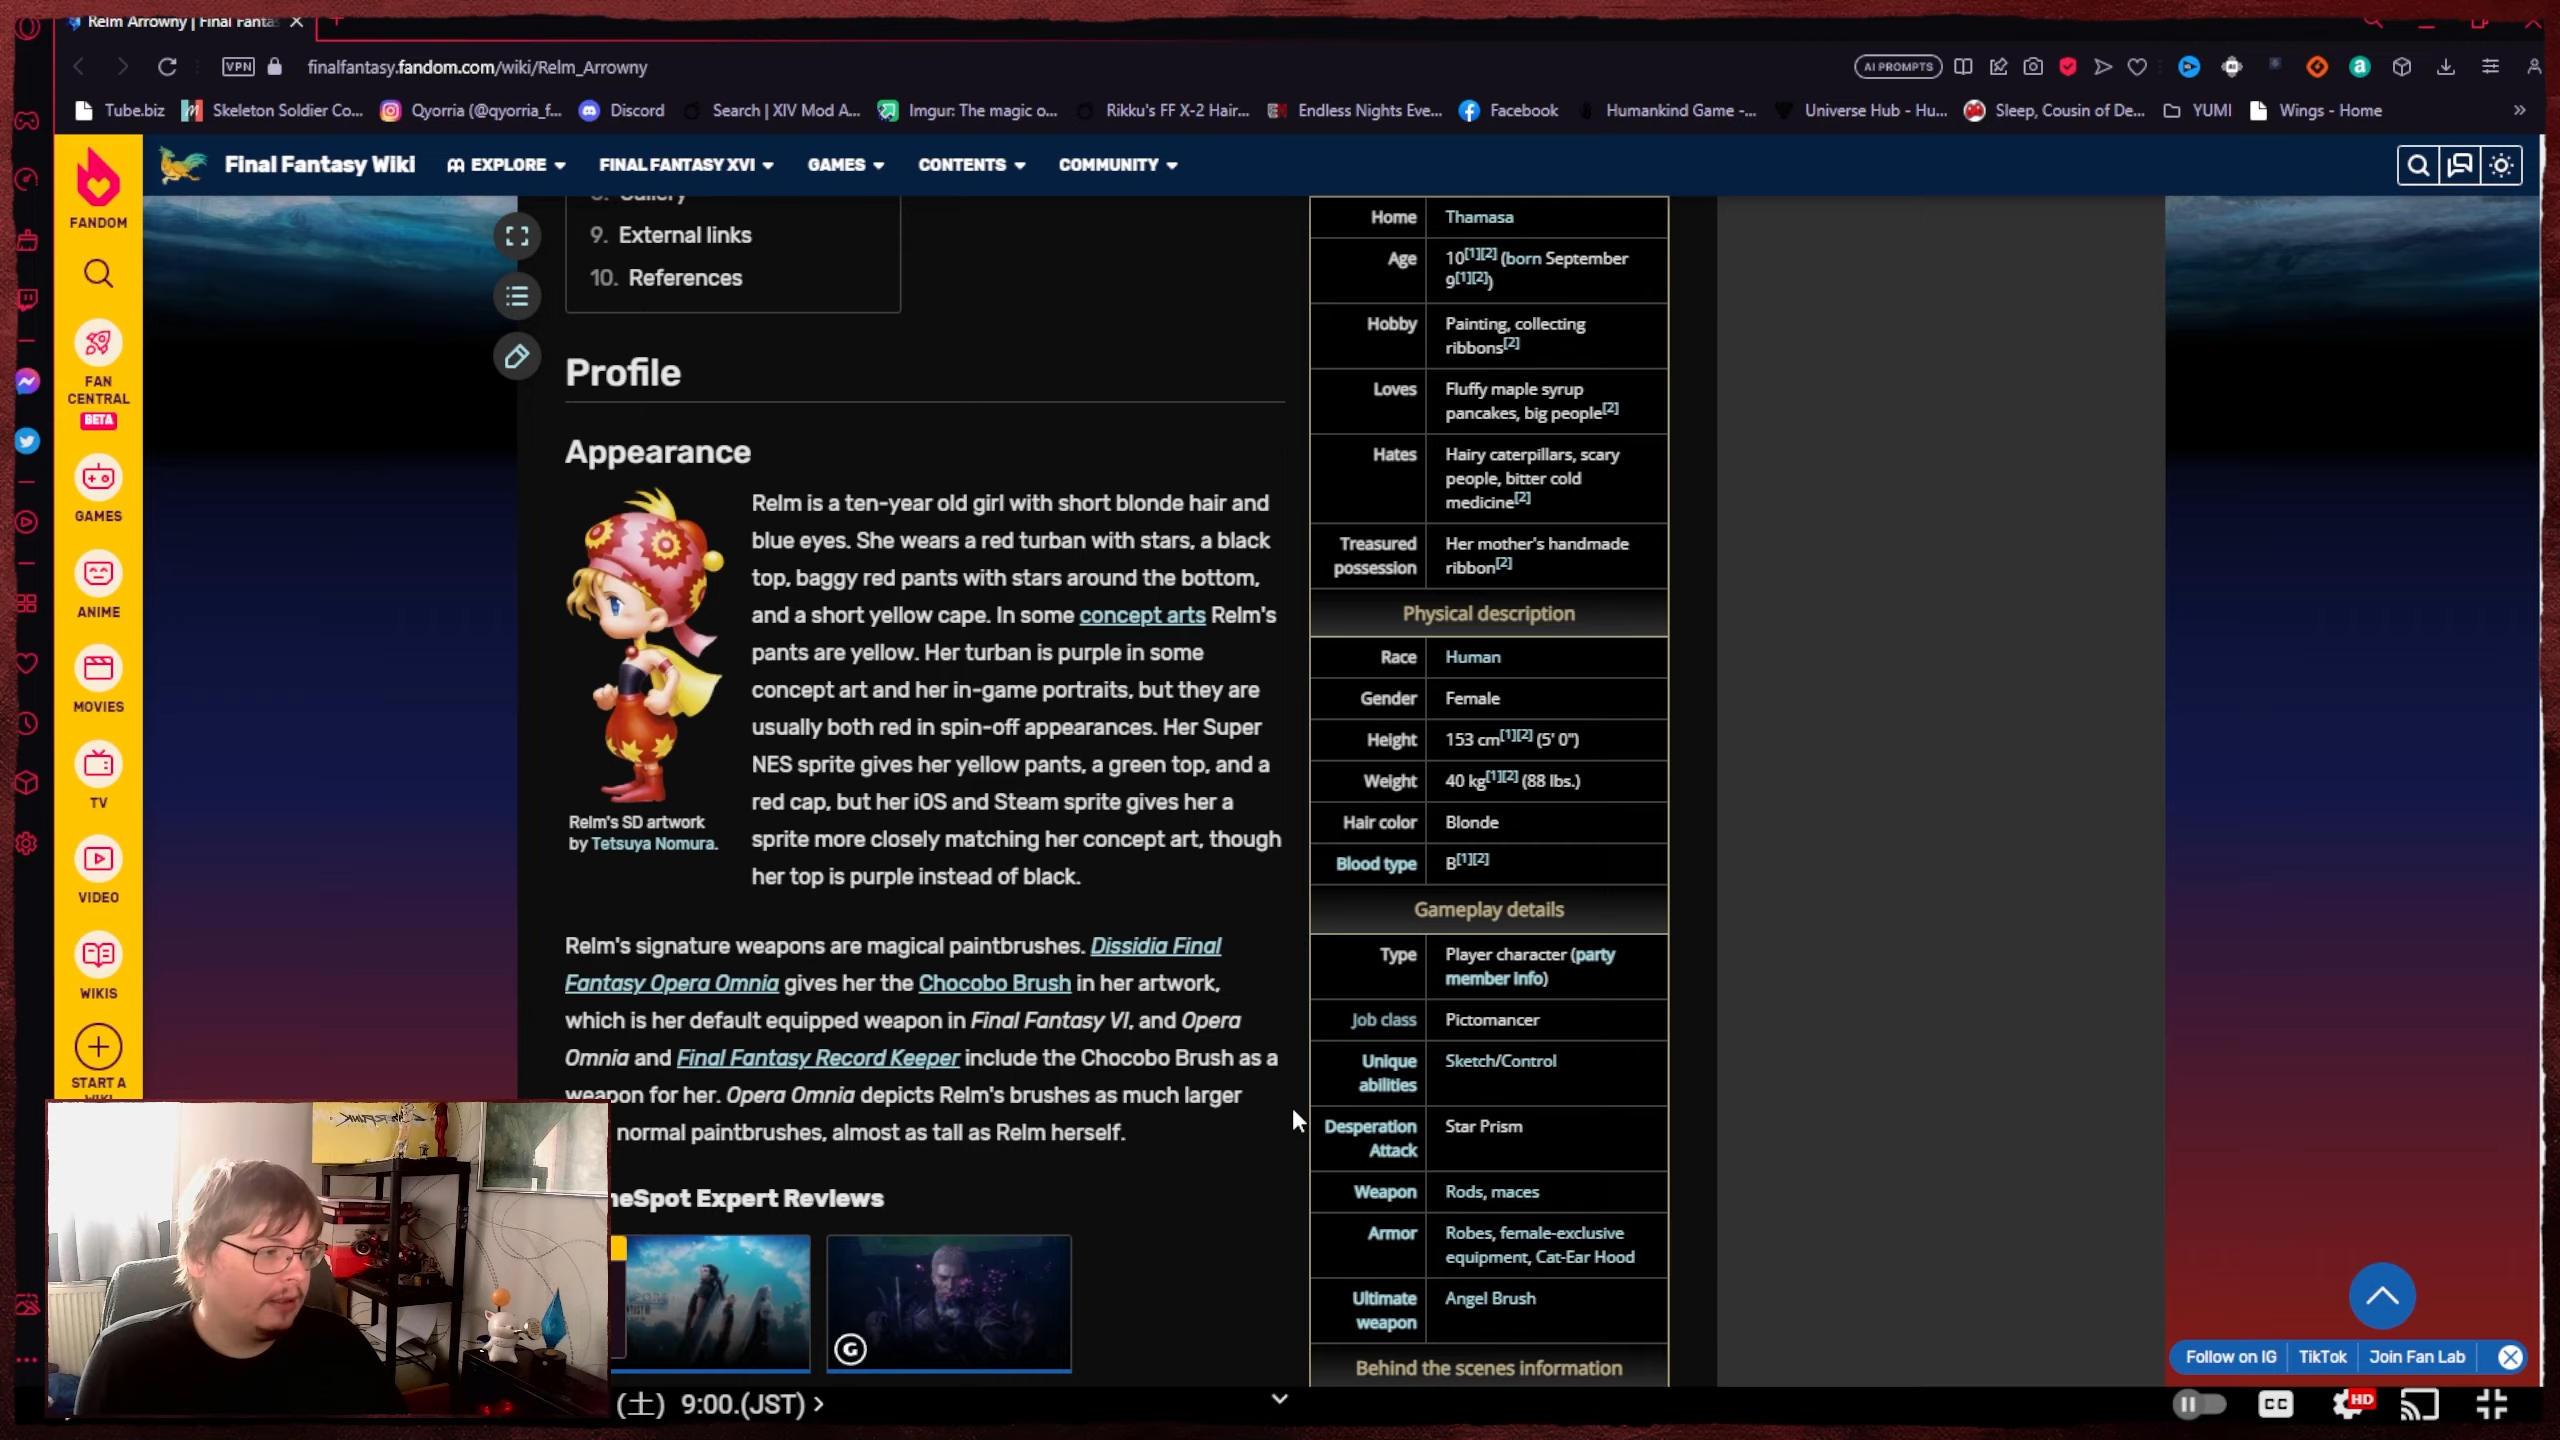 Relm Arrowny | Final Fanta
VPN
finalfantasy.fandom.com/wiki/Relm_Arrowny
AI PROMPTS
Tube.biz
Skeleton Soldier Co...
Qyorria (@qyorria_f...
Discord
Search | XIV Mod A...
Imgur: The magic o...
Rikku's FF X-2 Hair...
Endless Nights Eve...
Facebook
Humankind Game -...
Universe Hub - Hu...
Sleep, Cousin of De...
YUMI
Wings - Home
»
Final Fantasy Wiki
EXPLORE
FINAL FANTASY XVI
GAMES
CONTENTS
COMMUNITY
FANDOM
FAN
CENTRAL
BETA
GAMES
ANIME
MOVIES
TV
VIDEO
WIKIS
START A
8. Gallery
9. External links
10. References
Profile
Appearance
Relm is a ten-year old girl with short blonde hair and
blue eyes. She wears a red turban with stars, a black
top, baggy red pants with stars around the bottom,
and a short yellow cape. In some concept arts Relm's
pants are yellow. Her turban is purple in some
concept art and her in-game portraits, but they are
usually both red in spin-off appearances. Her Super
NES sprite gives her yellow pants, a green top, and a
red cap, but her iOS and Steam sprite gives her a
sprite more closely matching her concept art, though
her top is purple instead of black.
Relm's SD artwork
by Tetsuya Nomura.
Relm's signature weapons are magical paintbrushes. Dissidia Final
Fantasy Opera Omnia gives her the Chocobo Brush in her artwork,
which is her default equipped weapon in Final Fantasy VI, and Opera
Omnia and Final Fantasy Record Keeper include the Chocobo Brush as a
weapon for her. Opera Omnia depicts Relm's brushes as much larger
normal paintbrushes, almost as tall as Relm herself.
neSpot Expert Reviews
G
Home Thamasa
Age 10[1][2] (born September
9[1][2])
Hobby Painting, collecting
ribbons[2]
Loves Fluffy maple syrup
pancakes, big people[2]
Hates Hairy caterpillars, scary
people, bitter cold
medicine[2]
Treasured Her mother's handmade
possession ribbon[2]
Physical description
Race Human
Gender Female
Height 153 cm[1][2] (5' 0")
Weight 40 kg[1][2] (88 lbs.)
Hair color Blonde
Blood type B[1][2]
Gameplay details
Type Player character (party
member info)
Job class Pictomancer
Unique Sketch/Control
abilities
Desperation Star Prism
Attack
Weapon Rods, maces
Armor Robes, female-exclusive
equipment, Cat-Ear Hood
Ultimate Angel Brush
weapon
Behind the scenes information
Follow on IG
TikTok
Join Fan Lab
(土) 9:00.(JST) >
CC
HD